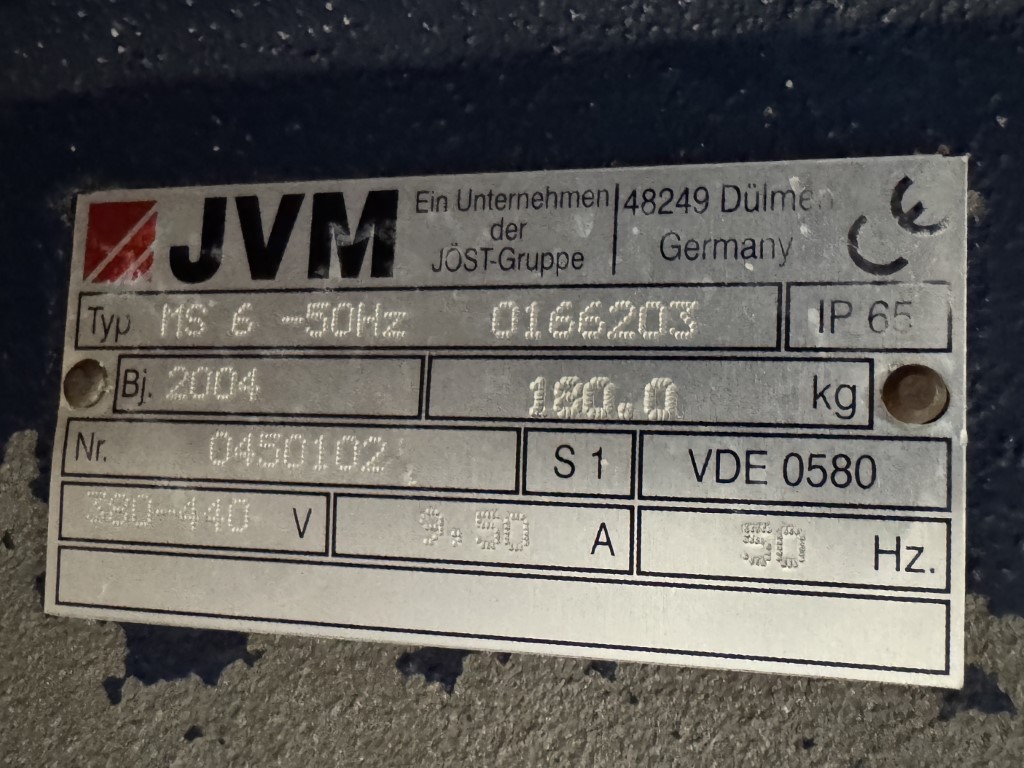 JVM Ein Unternehmen der JÖST-Gruppe 48249 Dülmen Germany CE
Typ MS 6 -50Hz 0166203 IP 65
Bj. 2004 180.0 kg
Nr. 0450102 S 1 VDE 0580
380-440 V 9.50 A 50 Hz.